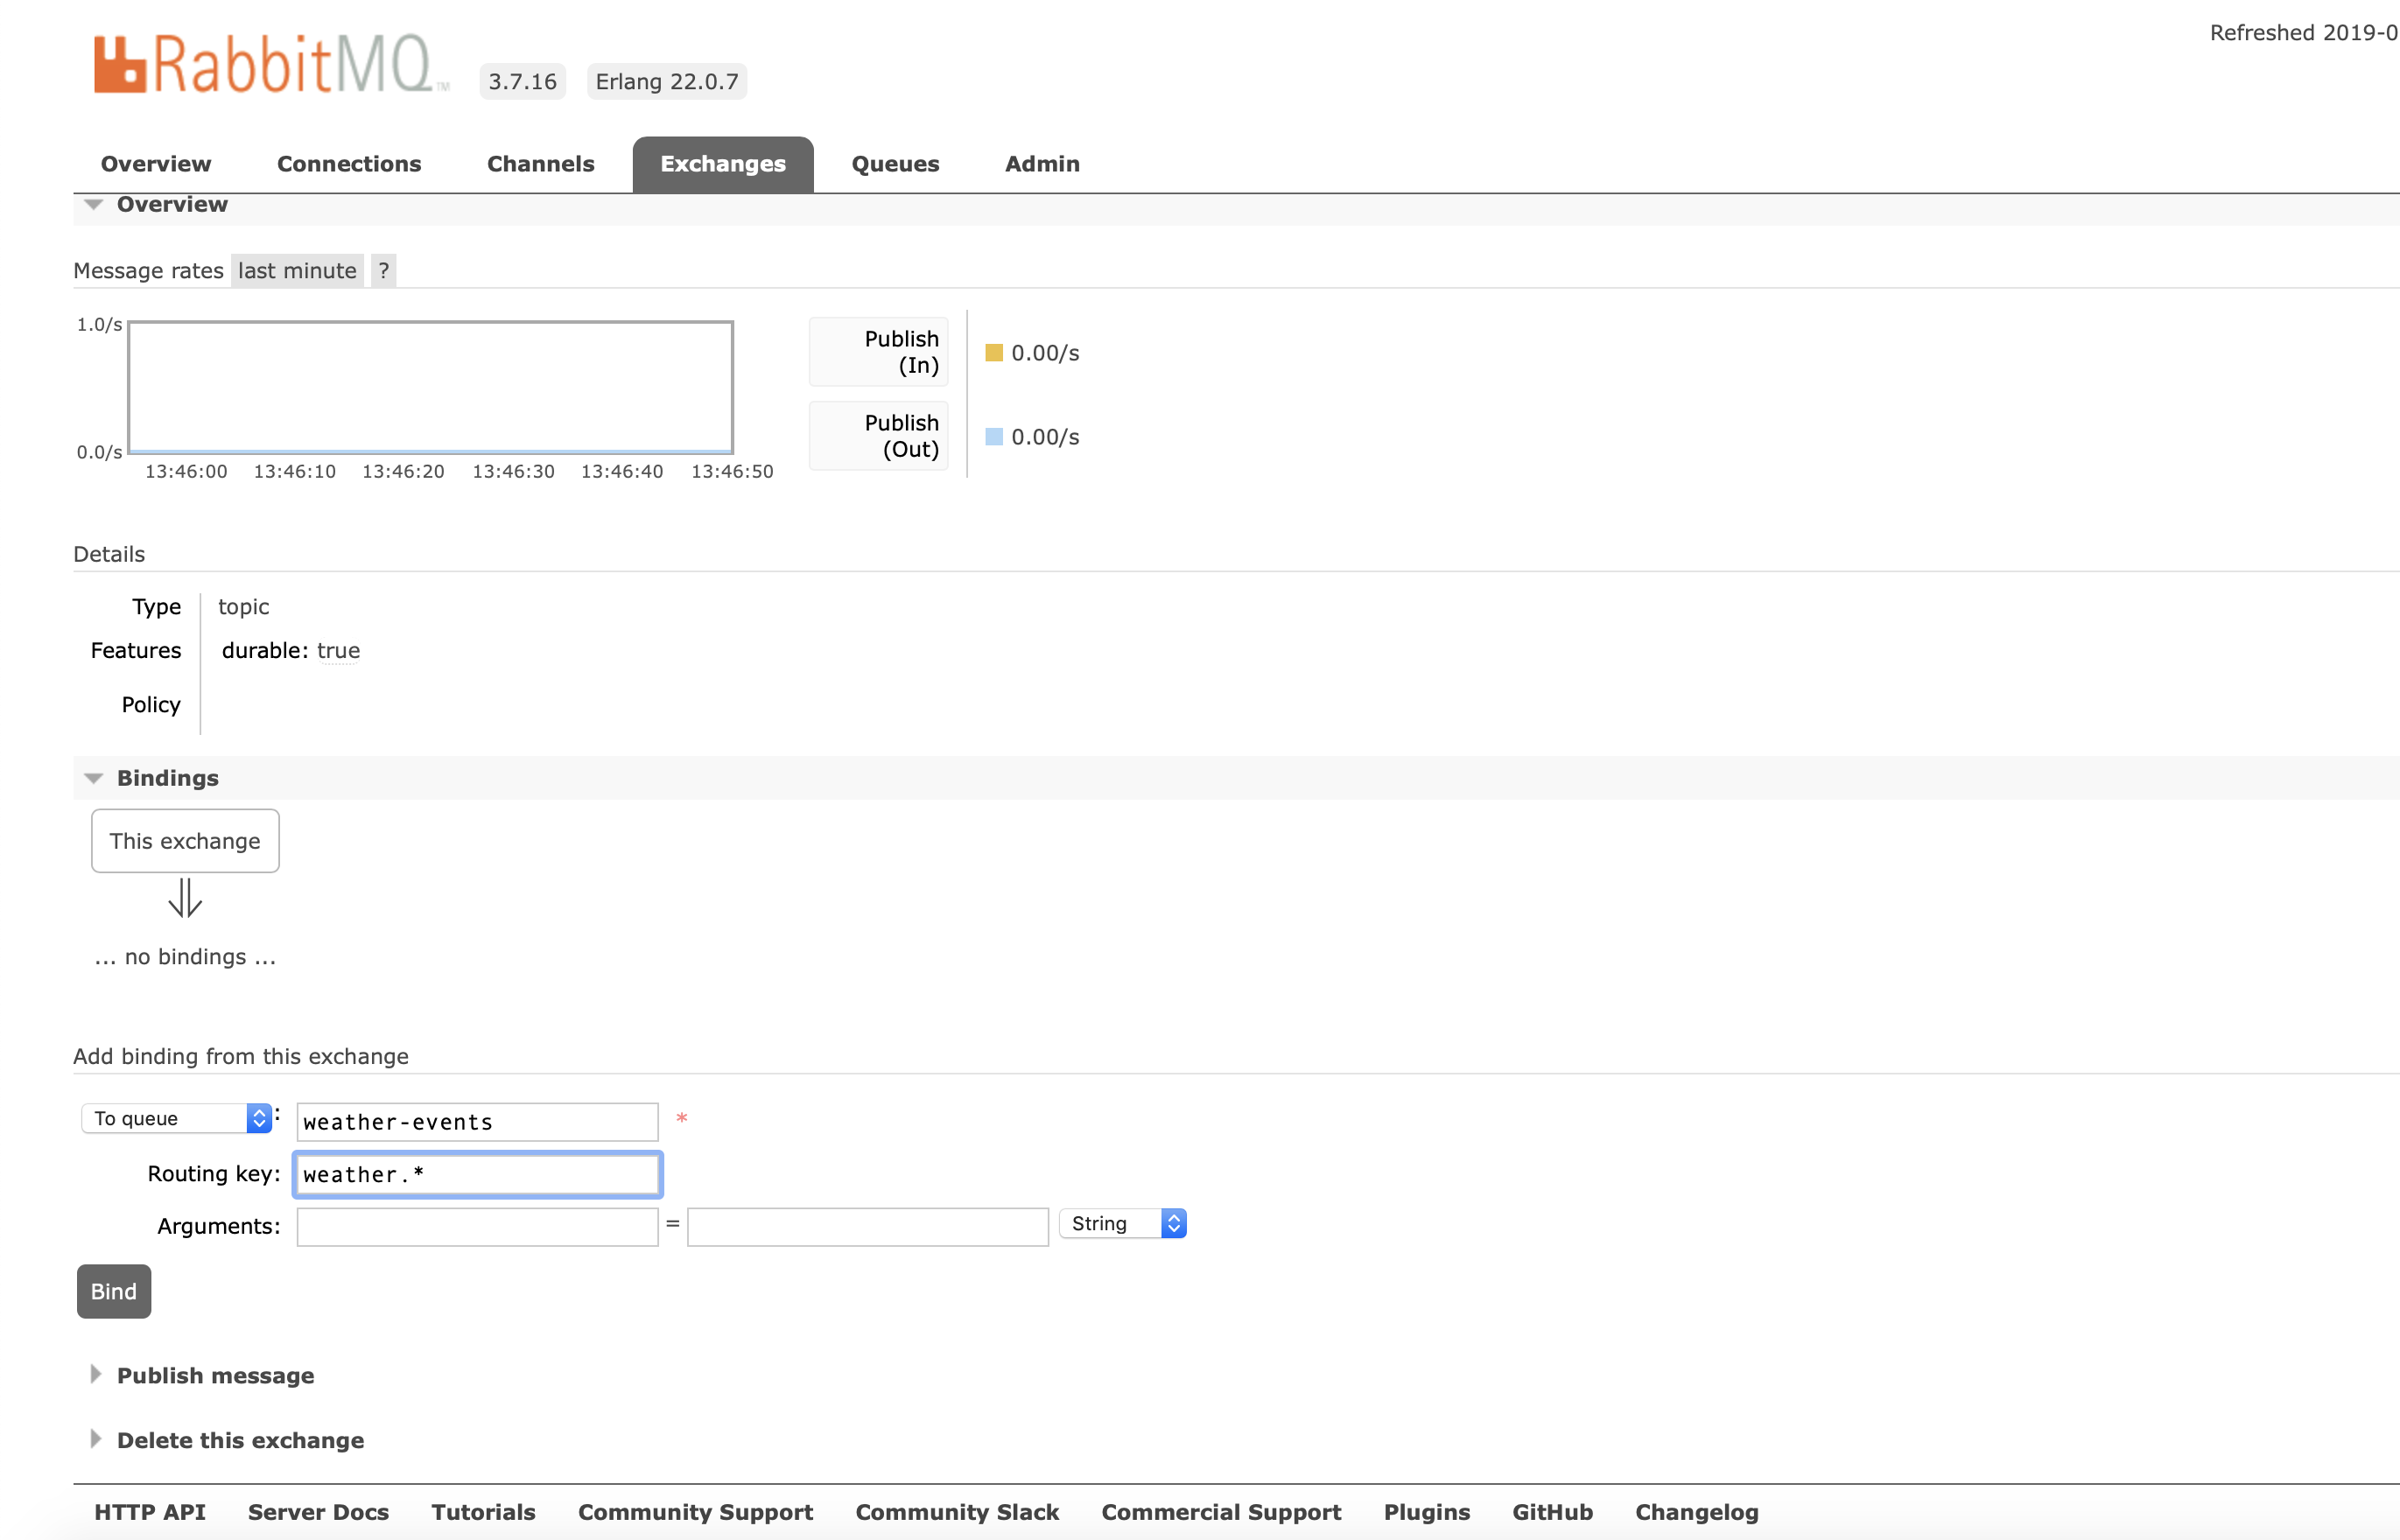 Refreshed 2019-0
RabbitMQ™ 3.7.16 Erlang 22.0.7
Overview Connections Channels Exchanges Queues Admin
Overview
Message rates last minute ?
1.0/s
0.0/s
13:46:00 13:46:10 13:46:20 13:46:30 13:46:40 13:46:50
Publish
(In)
0.00/s
Publish
(Out)
0.00/s
Details
Type topic
Features durable: true
Policy
Bindings
This exchange
⇓
... no bindings ...
Add binding from this exchange
To queue : weather-events *
Routing key: weather.*
Arguments: = String
Bind
Publish message
Delete this exchange
HTTP API Server Docs Tutorials Community Support Community Slack Commercial Support Plugins GitHub Changelog